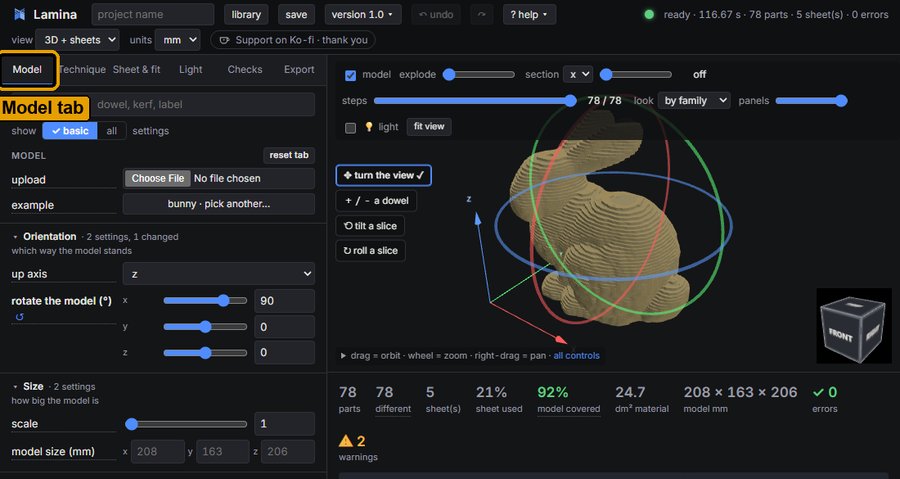 Lamina
project name
library
save
version 1.0
undo
? help
ready · 116.67 s · 78 parts · 5 sheet(s) · 0 errors
view 3D + sheets units mm Support on Ko-fi · thank you
Model
Technique
Sheet & fit
Light
Checks
Export
Model tab
dowel, kerf, label
show ✓ basic all settings
MODEL
reset tab
upload Choose File No file chosen
example bunny · pick another...
Orientation · 2 settings, 1 changed
which way the model stands
up axis z
rotate the model (°) x 90
y 0
z 0
Size · 2 settings
how big the model is
scale 1
model size (mm) x 208 y 163 z 206
model explode section x off
steps 78 / 78 look by family panels
light fit view
✥ turn the view ✓
+ / - a dowel
⟲ tilt a slice
↻ roll a slice
z
FRONT
drag = orbit · wheel = zoom · right-drag = pan · all controls
78 78 5 21% 92% 24.7 208 × 163 × 206 ✓ 0
parts different sheet(s) sheet used model covered dm² material model mm errors
2
warnings